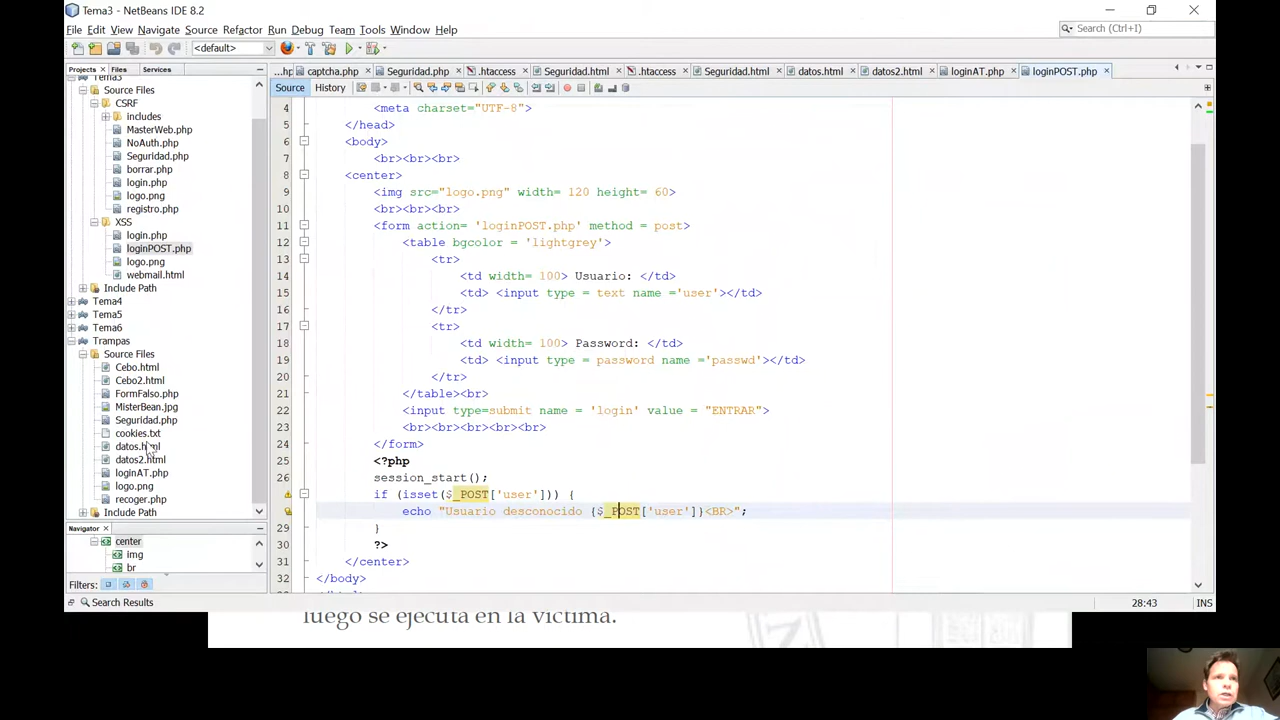 Tema3 - NetBeans IDE 8.2
File Edit View Navigate Source Refactor Run Debug Team Tools Window Help
Search (Ctrl+I)
<default>
Projects Files Services
...hp captcha.php Seguridad.php .htaccess Seguridad.html .htaccess Seguridad.html datos.html datos2.html loginAT.php loginPOST.php
Source History
Tema3
Source Files
CSRF
includes
MasterWeb.php
NoAuth.php
Seguridad.php
borrar.php
login.php
logo.png
registro.php
XSS
login.php
loginPOST.php
logo.png
webmail.html
Include Path
Tema4
Tema5
Tema6
Trampas
Source Files
Cebo.html
Cebo2.html
FormFalso.php
MisterBean.jpg
Seguridad.php
cookies.txt
datos.html
datos2.html
loginAT.php
logo.png
recoger.php
Include Path
Navigator
center
img
br
Filters:
4 <meta charset="UTF-8">
5 </head>
6 <body>
7 <br><br><br>
8 <center>
9 <img src="logo.png" width= 120 height= 60>
10 <br><br><br>
11 <form action= 'loginPOST.php' method = post>
12 <table bgcolor = 'lightgrey'>
13 <tr>
14 <td width= 100> Usuario: </td>
15 <td> <input type = text name ='user'></td>
16 </tr>
17 <tr>
18 <td width= 100> Password: </td>
19 <td> <input type = password name ='passwd'></td>
20 </tr>
21 </table><br>
22 <input type=submit name = 'login' value = "ENTRAR">
23 <br><br><br><br><br>
24 </form>
25 <?php
26 session_start();
if (isset($_POST['user'])) {
echo "Usuario desconocido {$_POST['user']}<BR>";
29 }
30 ?>
31 </center>
32 </body>
Search Results
28:43 INS
luego se ejecuta en la víctima.